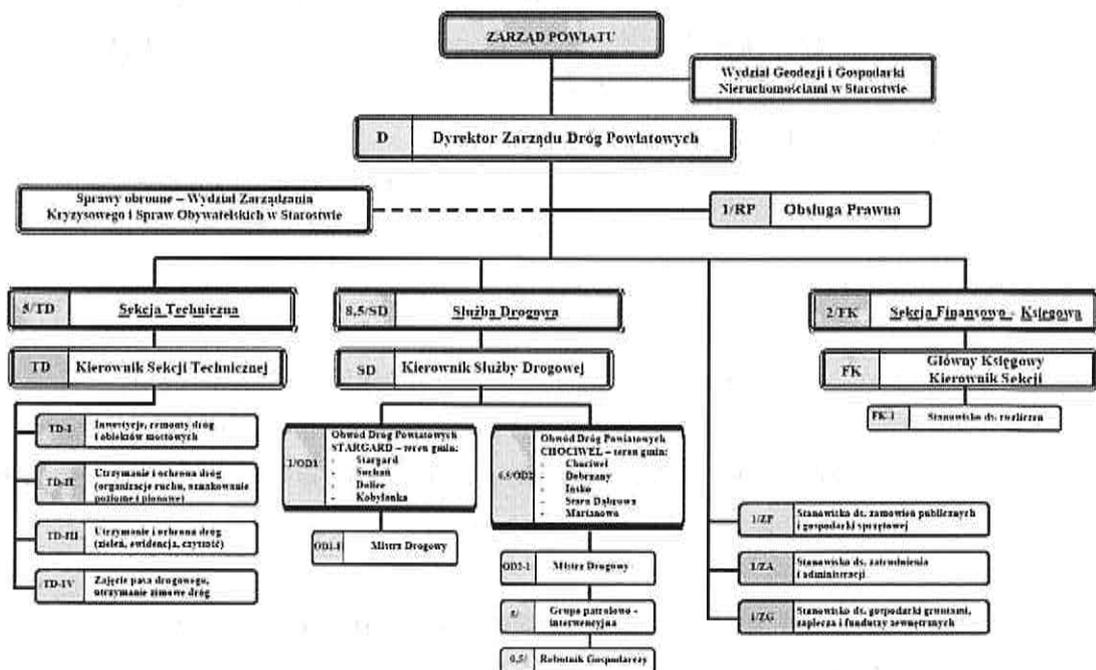 ZARZĄD POWIATU
Wydział Geodezji i Gospodarki
Nieruchomościami w Starostwie
D Dyrektor Zarządu Dróg Powiatowych
Sprawy obronne – Wydział Zarządzania
Kryzysowego i Spraw Obywatelskich w Starostwie
1/RP Obsługa Prawna
5/TD Sekcja Techniczna
8,5/SD Służba Drogowa
2/FK Sekcja Finansowo - Księgowa
TD Kierownik Sekcji Technicznej
SD Kierownik Służby Drogowej
FK Główny Księgowy
Kierownik Sekcji
FK-1 Stanowisko ds. rozliczeń
TD-I Inwestycje, remonty dróg
i obiektów mostowych
TD-II Utrzymanie i ochrona dróg
(organizacje ruchu, oznakowanie
poziome i pionowe)
TD-III Utrzymanie i ochrona dróg
(zieleń, ewidencja, czystość)
TD-IV Zajęcie pasa drogowego,
utrzymanie zimowe dróg
1/OD1 Obwód Dróg Powiatowych
STARGARD – teren gmin:
- Stargard
- Suchań
- Dolice
- Kobylanka
OD1-1 Mistrz Drogowy
6,5/OD2 Obwód Dróg Powiatowych
CHOCIWEL – teren gmin:
- Chociwel
- Dobrzany
- Ińsko
- Stara Dąbrowa
- Marianowo
OD2-1 Mistrz Drogowy
5/ Grupa patrolowo -
interwencyjna
0,5/ Robotnik Gospodarczy
1/ZP Stanowisko ds. zamówień publicznych
i gospodarki sprzętowej
1/ZA Stanowisko ds. zatrudnienia
i administracji
1/ZG Stanowisko ds. gospodarki gruntami,
zaplecza i funduszy zewnętrznych